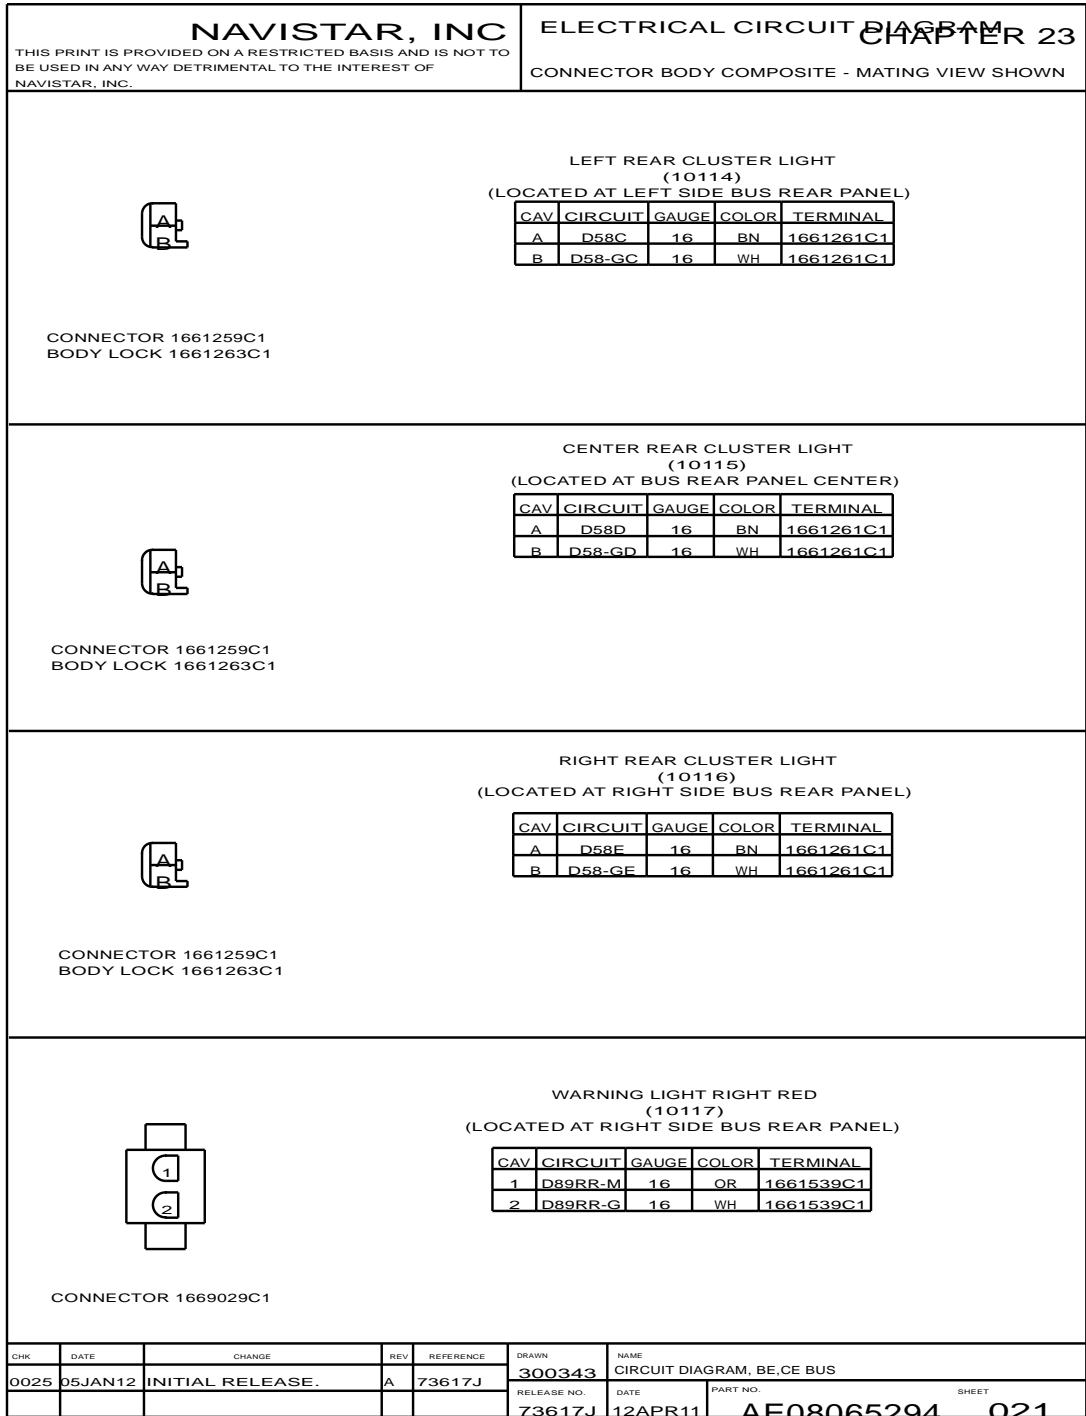 NAVISTAR, INC
THIS PRINT IS PROVIDED ON A RESTRICTED BASIS AND IS NOT TO
BE USED IN ANY WAY DETRIMENTAL TO THE INTEREST OF
NAVISTAR, INC.
ELECTRICAL CIRCUIT DIAGRAM
CHAPTER 23
CONNECTOR BODY COMPOSITE - MATING VIEW SHOWN
LEFT REAR CLUSTER LIGHT
(10114)
(LOCATED AT LEFT SIDE BUS REAR PANEL)
CAV CIRCUIT GAUGE COLOR TERMINAL
A D58C 16 BN 1661261C1
B D58-GC 16 WH 1661261C1
A
B
CONNECTOR 1661259C1
BODY LOCK 1661263C1
CENTER REAR CLUSTER LIGHT
(10115)
(LOCATED AT BUS REAR PANEL CENTER)
CAV CIRCUIT GAUGE COLOR TERMINAL
A D58D 16 BN 1661261C1
B D58-GD 16 WH 1661261C1
A
B
CONNECTOR 1661259C1
BODY LOCK 1661263C1
RIGHT REAR CLUSTER LIGHT
(10116)
(LOCATED AT RIGHT SIDE BUS REAR PANEL)
CAV CIRCUIT GAUGE COLOR TERMINAL
A D58E 16 BN 1661261C1
B D58-GE 16 WH 1661261C1
A
B
CONNECTOR 1661259C1
BODY LOCK 1661263C1
WARNING LIGHT RIGHT RED
(10117)
(LOCATED AT RIGHT SIDE BUS REAR PANEL)
CAV CIRCUIT GAUGE COLOR TERMINAL
1 D89RR-M 16 OR 1661539C1
2 D89RR-G 16 WH 1661539C1
1
2
CONNECTOR 1669029C1
CHK DATE CHANGE REV REFERENCE
0025 05JAN12 INITIAL RELEASE. A 73617J
DRAWN
300343
NAME
CIRCUIT DIAGRAM, BE,CE BUS
RELEASE NO. DATE PART NO. SHEET
73617J 12APR11 AE08065294 021